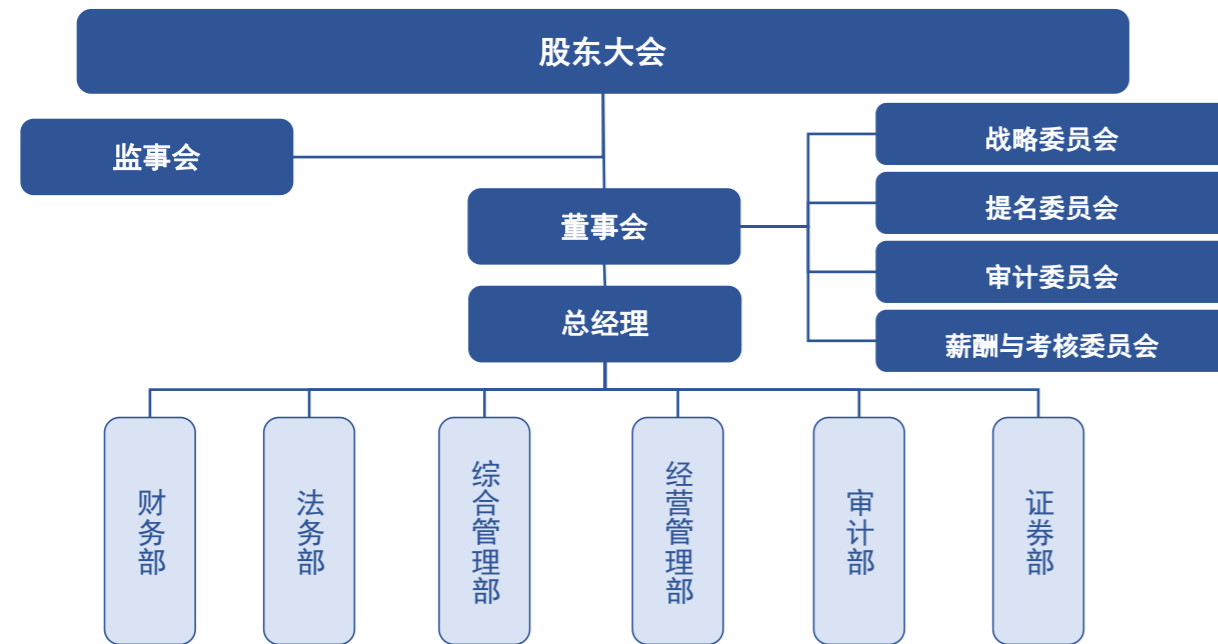 股东大会
监事会
战略委员会
提名委员会
董事会
审计委员会
总经理
薪酬与考核委员会
财务部
法务部
综合管理部
经营管理部
审计部
证券部